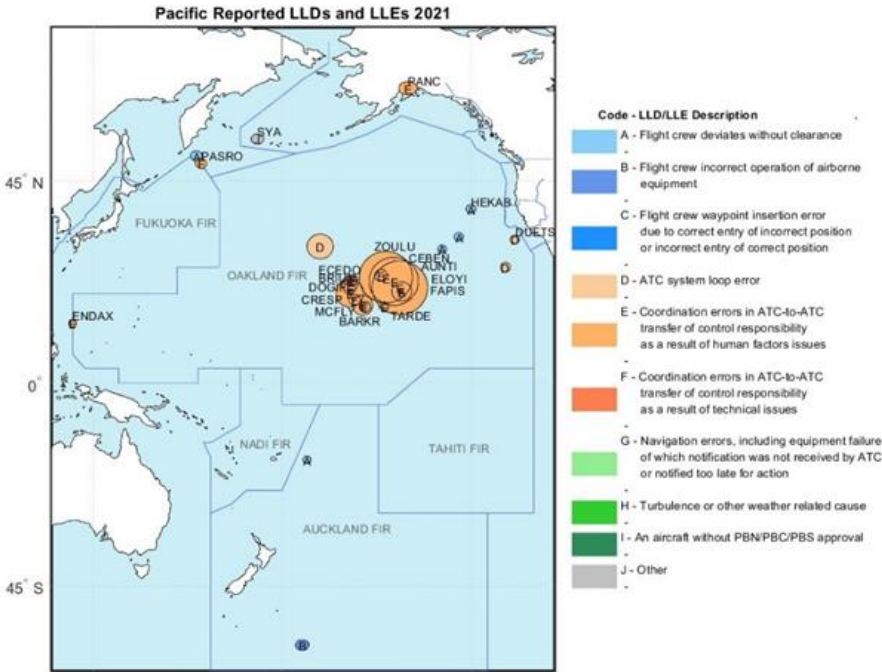 Pacific Reported LLDs and LLEs 2021
PANC
E
SYA
A
PASRO
E
45° N
HEKAB
A
FUKUOKA FIR
A
DUETS
A
D
ZOULU
CEBEN
AUNTI
OAKLAND FIR
ECEDO
ELOYI
FAPIS
CRESP
MCFLY
TARDE
BARKR
ENDAX
0°
NADI FIR
TAHITI FIR
A
AUCKLAND FIR
45° S
B
Code - LLD/LLE Description
A - Flight crew deviates without clearance
B - Flight crew incorrect operation of airborne
equipment
C - Flight crew waypoint insertion error
due to correct entry of incorrect position
or incorrect entry of correct position
D - ATC system loop error
E - Coordination errors in ATC-to-ATC
transfer of control responsibility
as a result of human factors issues
F - Coordination errors in ATC-to-ATC
transfer of control responsibility
as a result of technical issues
G - Navigation errors, including equipment failure
of which notification was not received by ATC
or notified too late for action
H - Turbulence or other weather related cause
I - An aircraft without PBN/PBC/PBS approval
J - Other